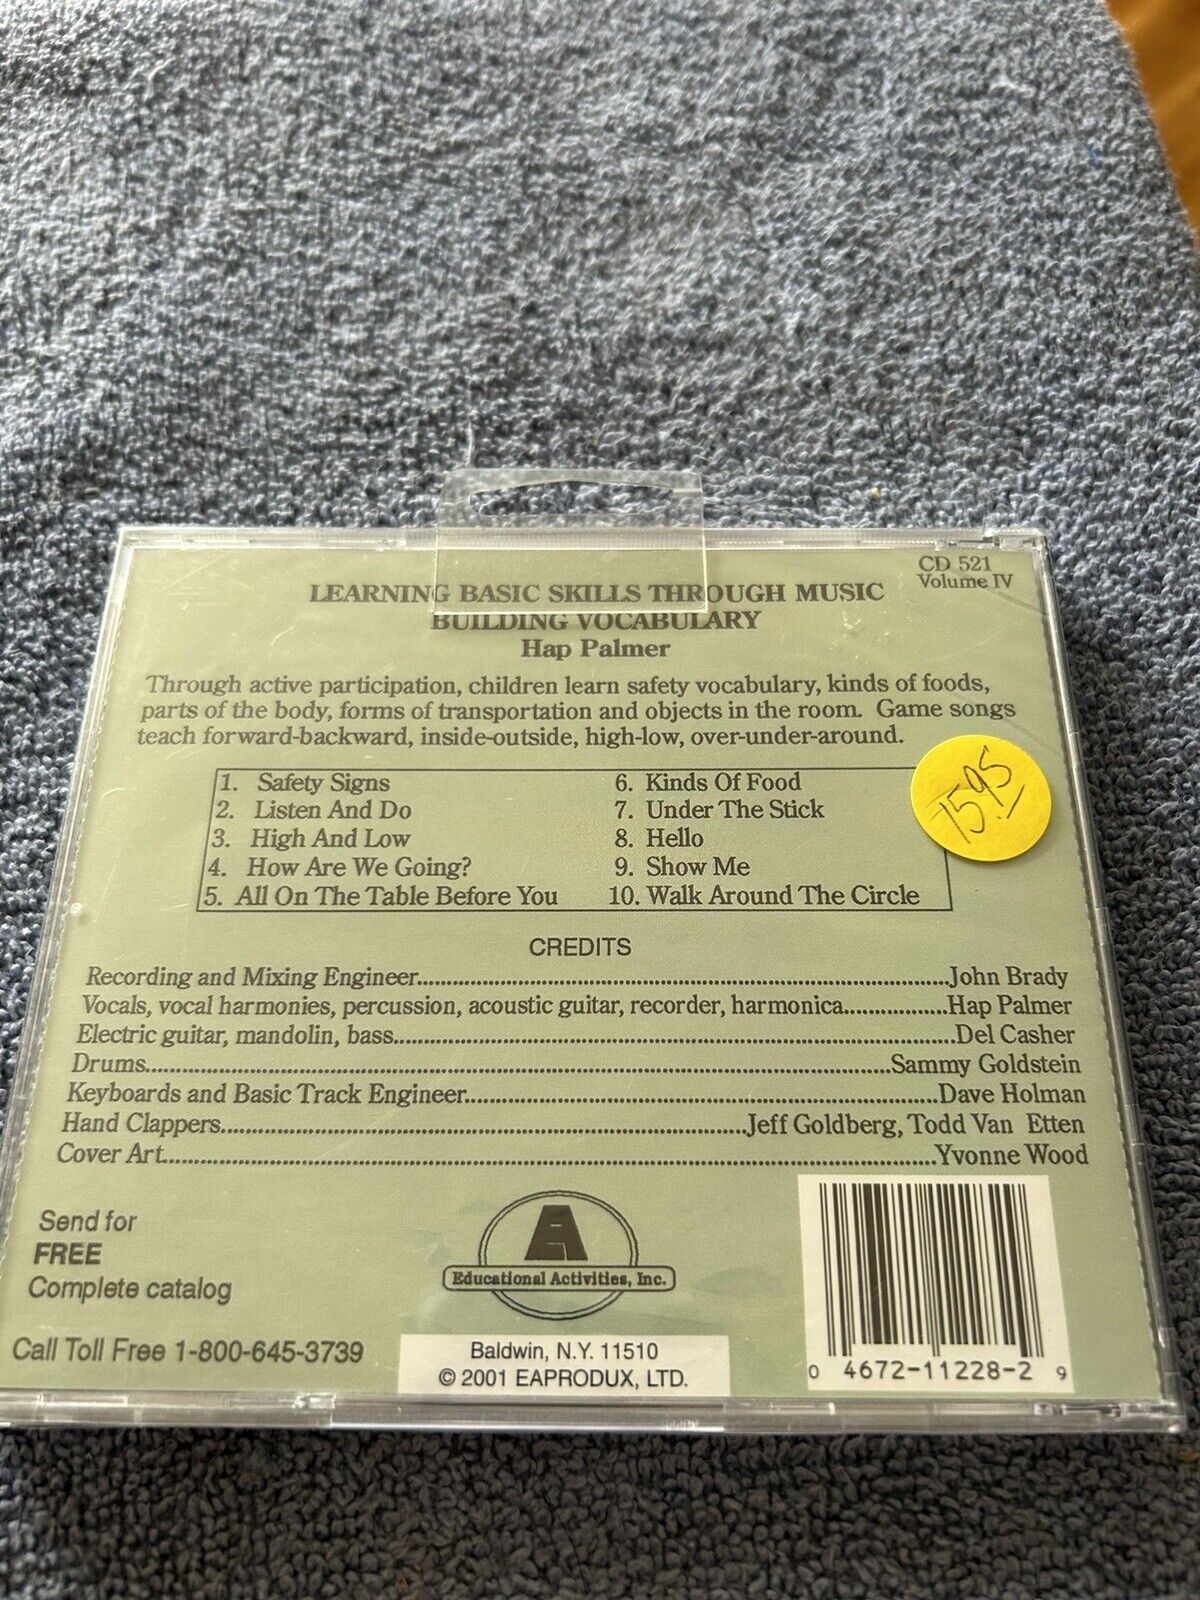 CD 521
Volume IV
LEARNING BASIC SKILLS THROUGH MUSIC
BUILDING VOCABULARY
Hap Palmer
Through active participation, children learn safety vocabulary, kinds of foods,
parts of the body, forms of transportation and objects in the room. Game songs
teach forward-backward, inside-outside, high-low, over-under-around.
1. Safety Signs
2. Listen And Do
3. High And Low
4. How Are We Going?
5. All On The Table Before You
6. Kinds Of Food
7. Under The Stick
8. Hello
9. Show Me
10. Walk Around The Circle
1595
CREDITS
Recording and Mixing Engineer........John Brady
Vocals, vocal harmonies, percussion, acoustic guitar, recorder, harmonica........Hap Palmer
Electric guitar, mandolin, bass........Del Casher
Drums........Sammy Goldstein
Keyboards and Basic Track Engineer........Dave Holman
Hand Clappers........Jeff Goldberg, Todd Van Etten
Cover Art........Yvonne Wood
Send for
FREE
Complete catalog
Call Toll Free 1-800-645-3739
EA
Educational Activities, Inc.
Baldwin, N.Y. 11510
© 2001 EAPRODUX, LTD.
0 4672-11228-2 9